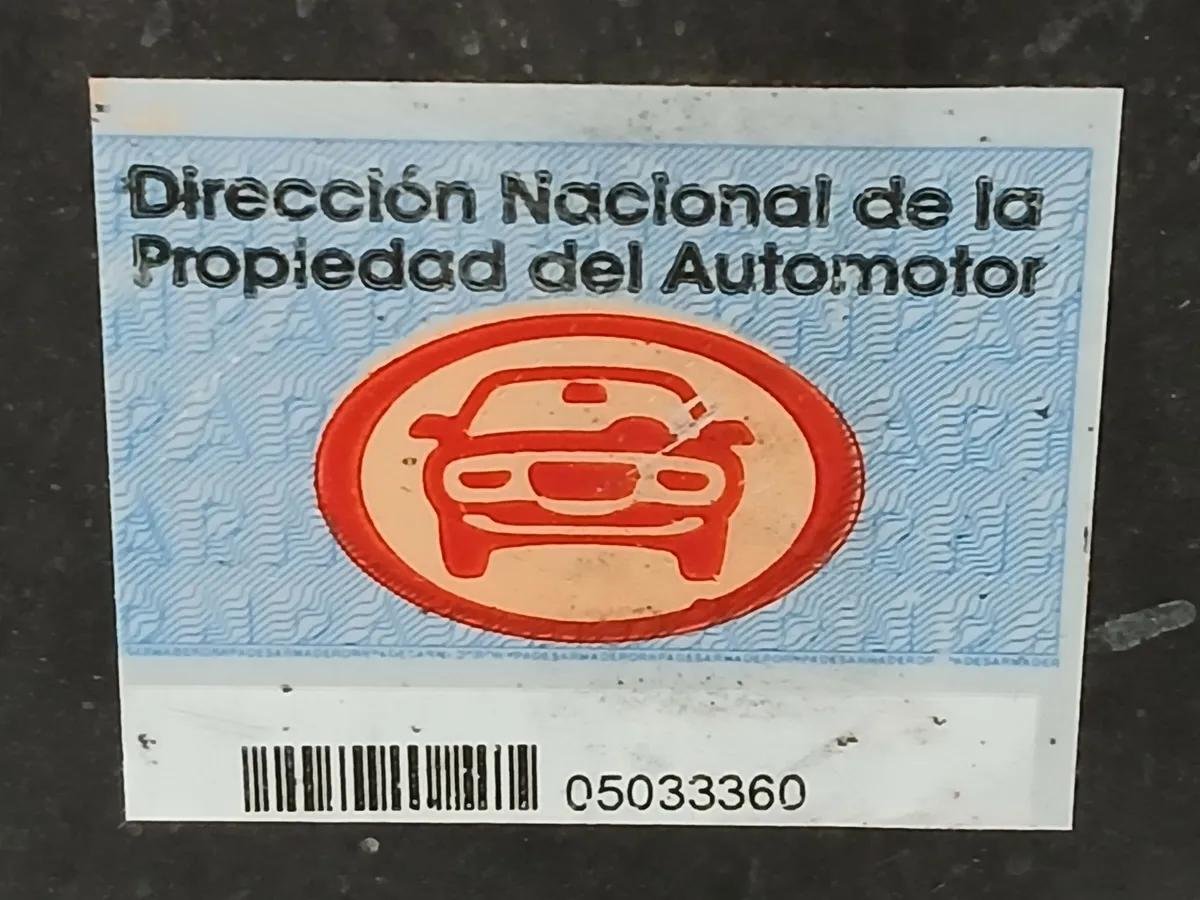 Dirección Nacional de la
Propiedad del Automotor
05033360